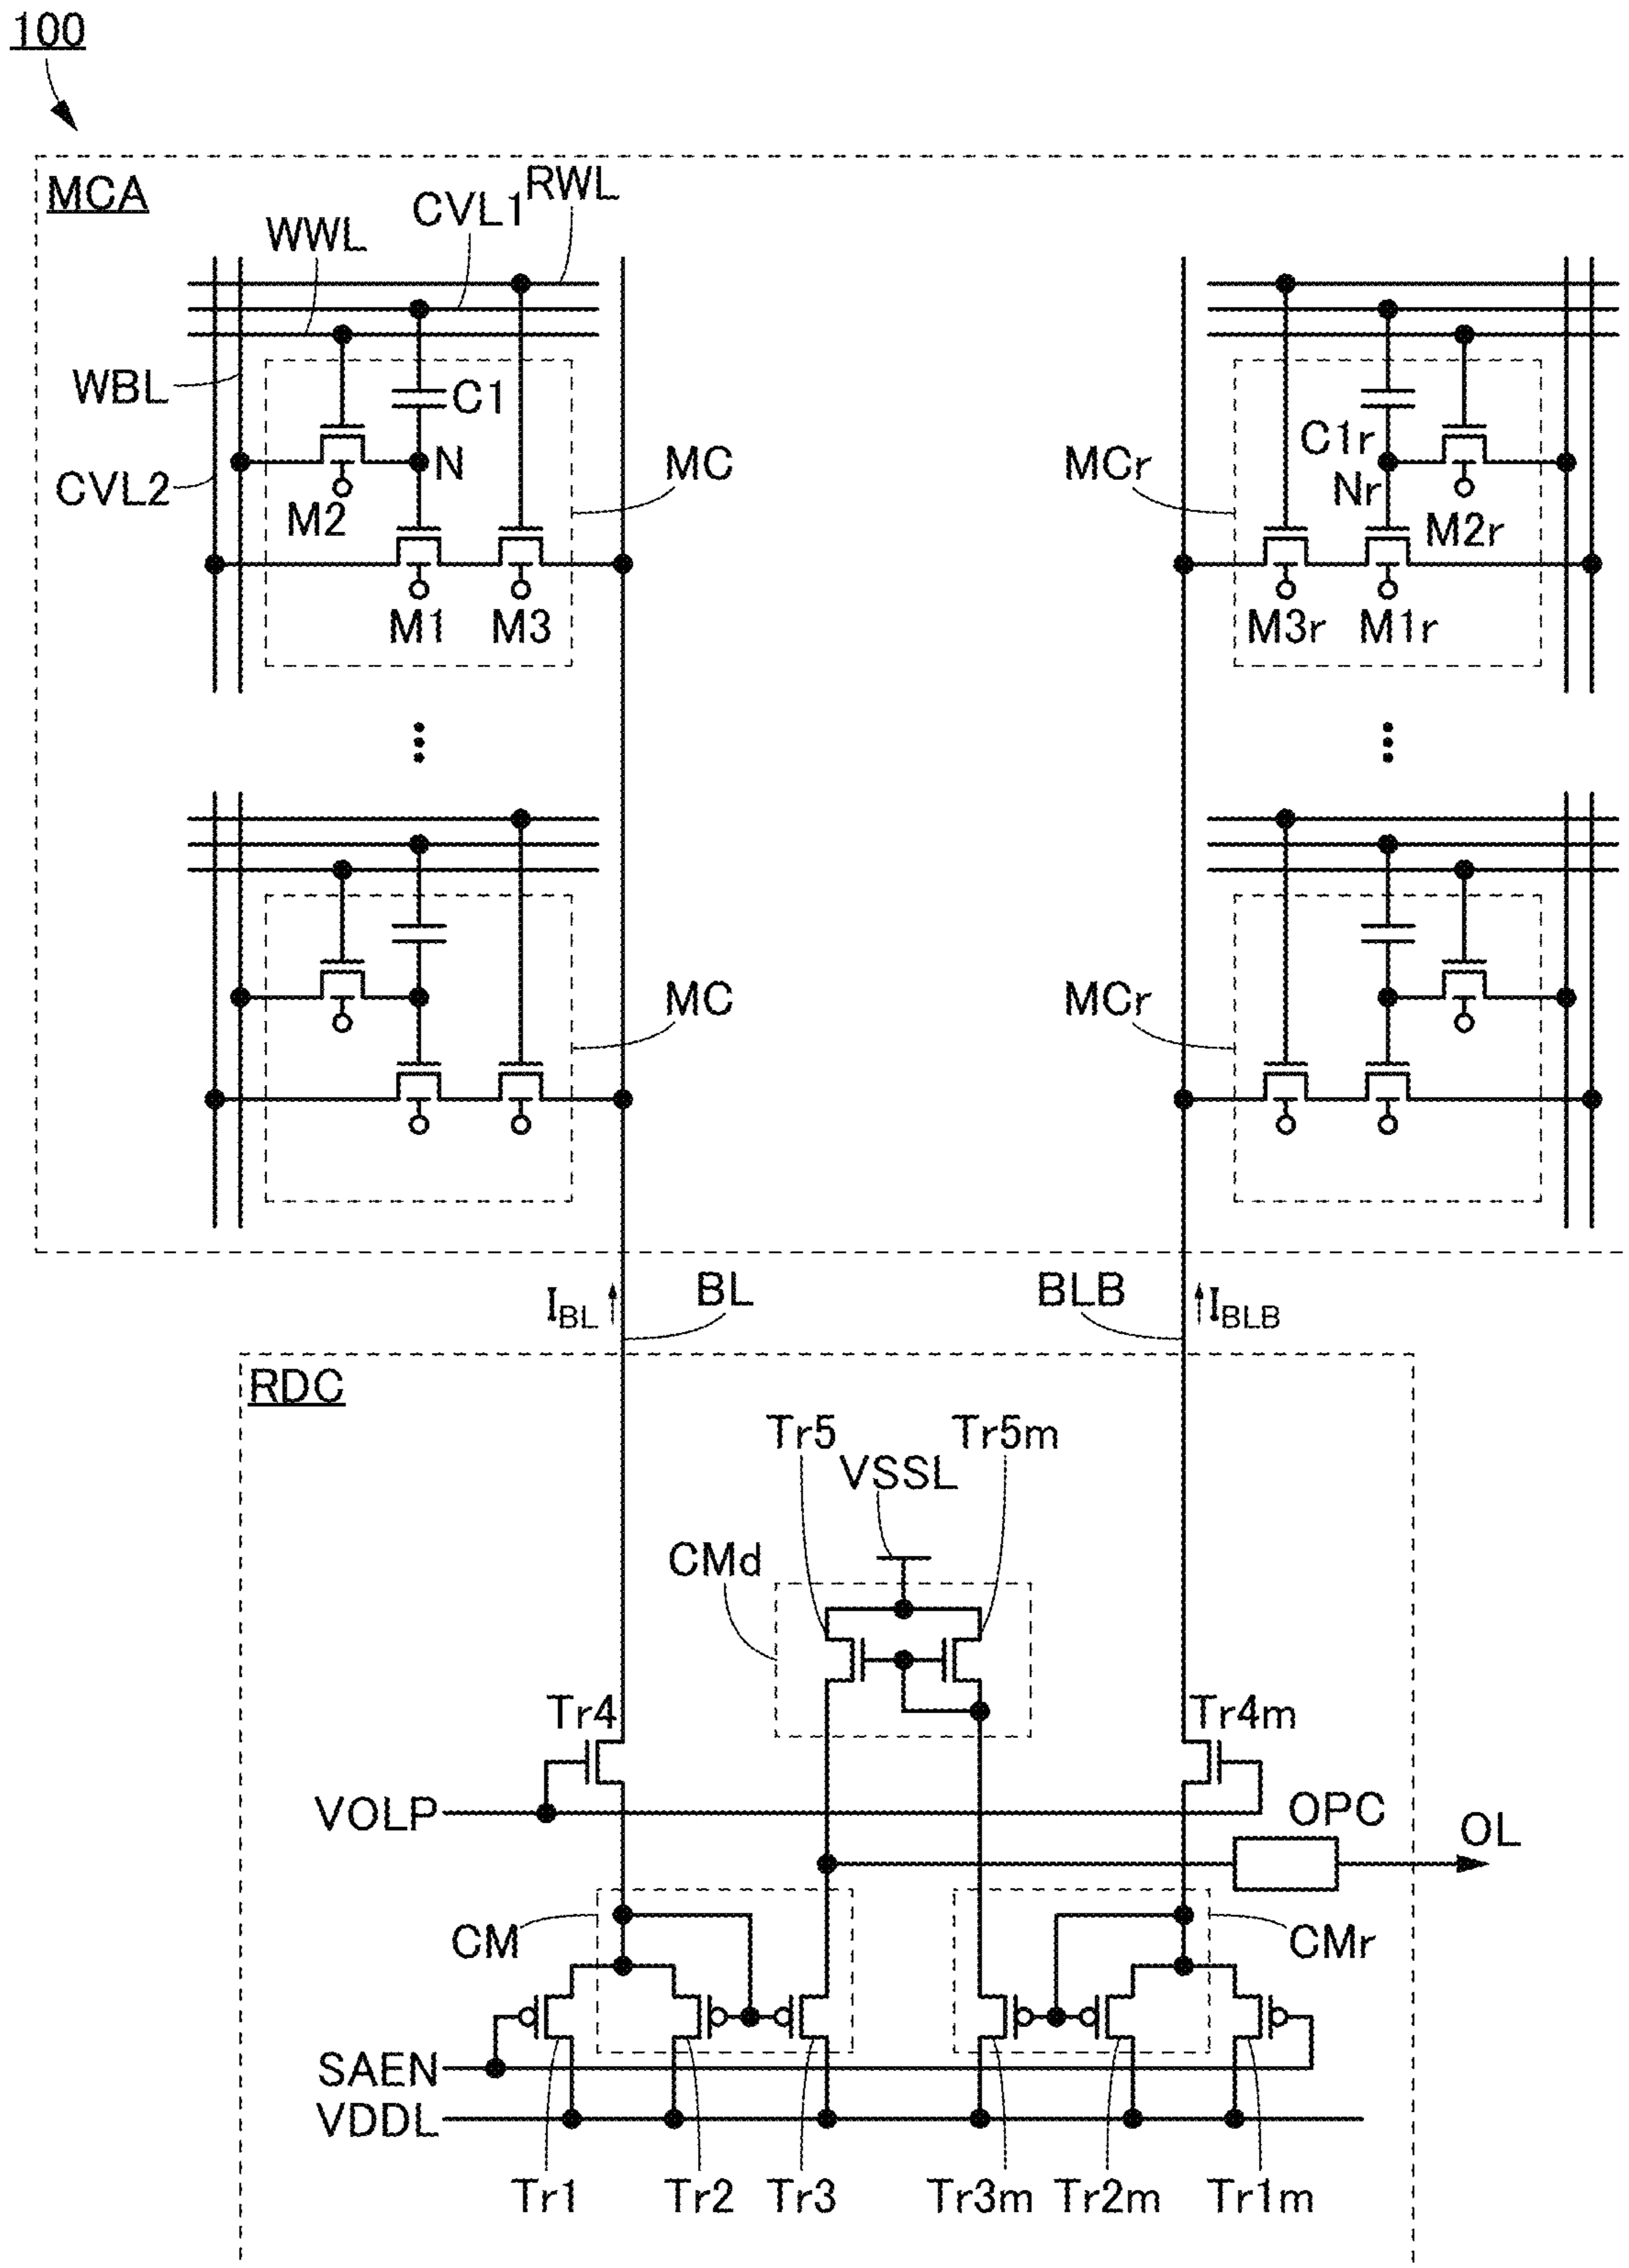 100
MCA
RWL
CVL1
WWL
WBL
C1
C1r
CVL2
N
MC
MCr
Nr
M2
M2r
M1
M3
M3r
M1r
MC
MCr
I_BL
BL
BLB
I_BLB
RDC
Tr5
Tr5m
VSSL
CMd
Tr4
Tr4m
VOLP
OPC
OL
CM
CMr
SAEN
VDDL
Tr1
Tr2
Tr3
Tr3m
Tr2m
Tr1m